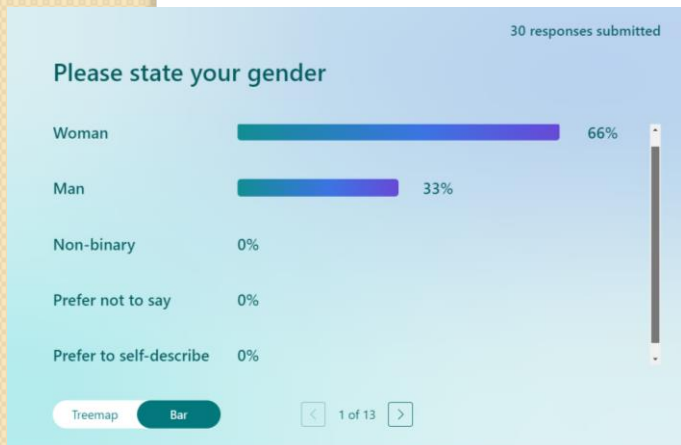 30 responses submitted
Please state your gender
Woman 66%
Man 33%
Non-binary 0%
Prefer not to say 0%
Prefer to self-describe 0%
Treemap Bar 1 of 13